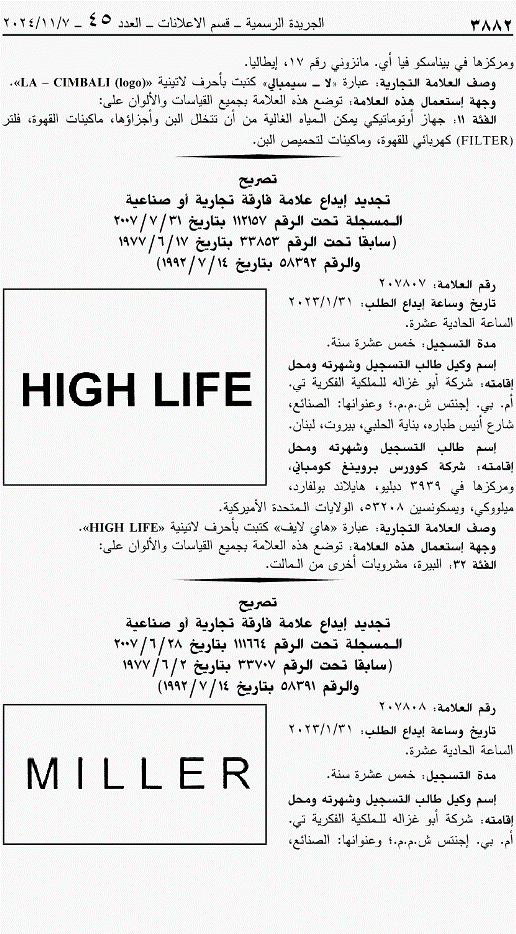 ٣٨٨٢ الجريدة الرسمية ــ قسم الاعلانات ــ العدد ٤٥ ــ ٢٠٢٤/١١/٧
ومركزها في بيناسكو فيا أي. مانزوني رقم ١٧، إيطاليا.
وصف العلامة التجارية: عبارة «لا ــ سيمبالي» كتبت بأحرف لاتينية «LA – CIMBALI (logo)».
وجهة إستعمال هذه العلامة: توضع هذه العلامة بجميع القياسات والألوان على:
الفئة ١١: جهاز أوتوماتيكي يمكن المياه الغالية من أن تتخلل البن وأجزاؤها، ماكينات القهوة، فلتر
(FILTER) كهربائي للقهوة، وماكينات لتحميص البن.
تصريح
تجديد إيداع علامة فارقة تجارية أو صناعية
المسجلة تحت الرقم ١١٢١٥٧ بتاريخ ٢٠٠٧/٧/٣١
(سابقا تحت الرقم ٣٣٨٥٣ بتاريخ ١٩٧٧/٦/١٧
والرقم ٥٨٣٩٢ بتاريخ ١٩٩٢/٧/١٤)
رقم العلامة: ٢٠٧٨٠٧
تاريخ وساعة إيداع الطلب: ٢٠٢٣/١/٣١
الساعة الحادية عشرة.
مدة التسجيل: خمس عشرة سنة.
إسم وكيل طالب التسجيل وشهرته ومحل
إقامته: شركة أبو غزاله للملكية الفكرية تي.
أم. بي. إجنتس ش.م.م.؛ وعنوانها: الصنائع،
شارع أنيس طباره، بناية الحلبي، بيروت، لبنان.
إسم طالب التسجيل وشهرته ومحل
إقامته: شركة كوورس بروينغ كومباني،
ومركزها في ٣٩٣٩ دبليو، هايلاند بولفارد،
ميلووكي، ويسكونسين ٥٣٢٠٨، الولايات المتحدة الأميركية.
HIGH LIFE
وصف العلامة التجارية: عبارة «هاي لايف» كتبت بأحرف لاتينية «HIGH LIFE».
وجهة إستعمال هذه العلامة: توضع هذه العلامة بجميع القياسات والألوان على:
الفئة ٣٢: البيرة، مشروبات أخرى من المالت.
تصريح
تجديد إيداع علامة فارقة تجارية أو صناعية
المسجلة تحت الرقم ١١١٦٦٤ بتاريخ ٢٠٠٧/٦/٢٨
(سابقا تحت الرقم ٣٣٧٠٧ بتاريخ ١٩٧٧/٦/٢
والرقم ٥٨٣٩١ بتاريخ ١٩٩٢/٧/١٤)
رقم العلامة: ٢٠٧٨٠٨
تاريخ وساعة إيداع الطلب: ٢٠٢٣/١/٣١
الساعة الحادية عشرة.
مدة التسجيل: خمس عشرة سنة.
إسم وكيل طالب التسجيل وشهرته ومحل
إقامته: شركة أبو غزاله للملكية الفكرية تي.
أم. بي. إجنتس ش.م.م.؛ وعنوانها: الصنائع،
MILLER